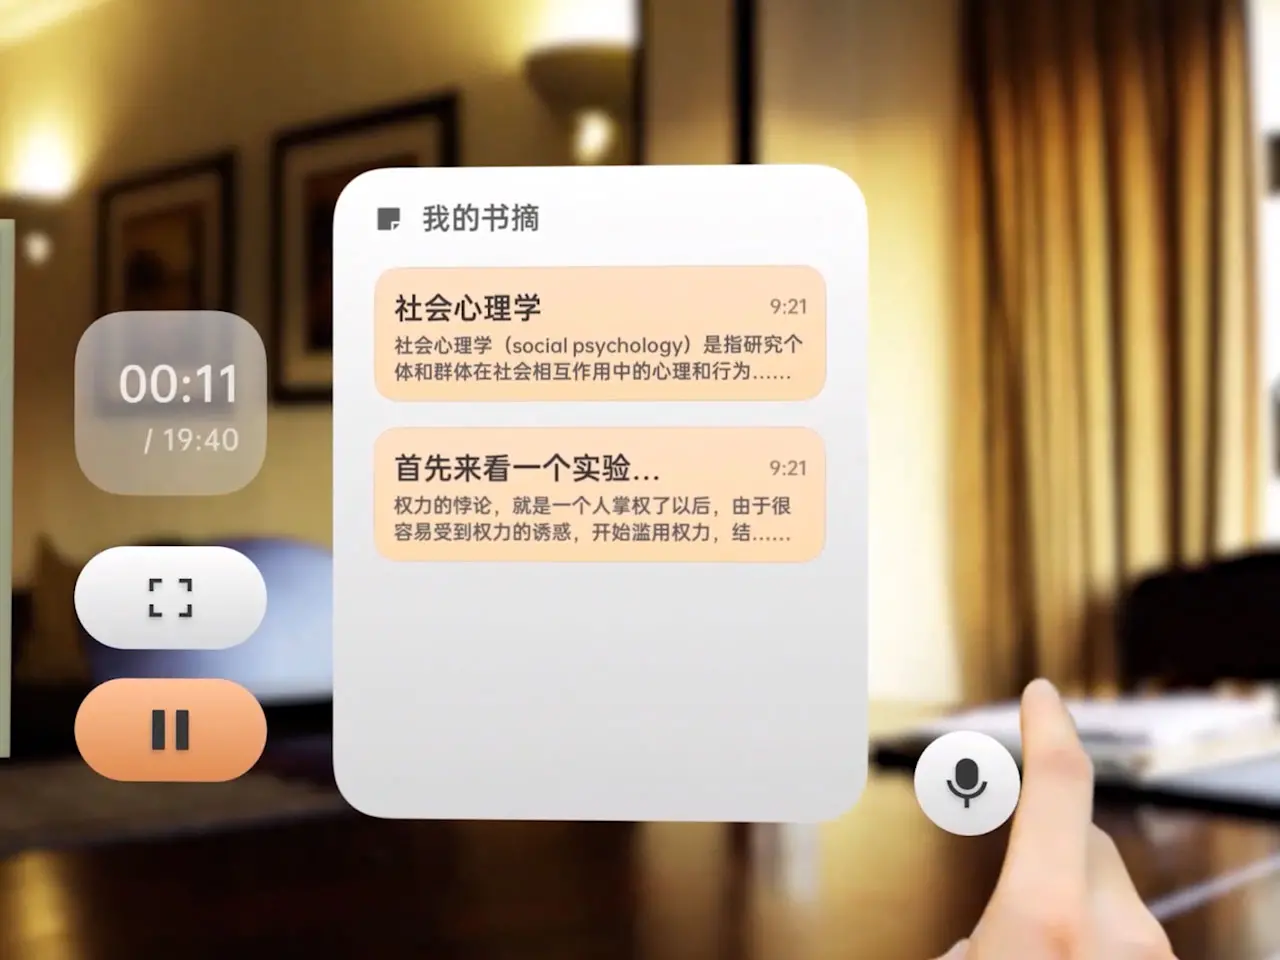 我的书摘
社会心理学
9:21
社会心理学（social psychology）是指研究个
体和群体在社会相互作用中的心理和行为......
00:11
/ 19:40
首先来看一个实验...
9:21
权力的悖论，就是一个人掌权了以后，由于很
容易受到权力的诱惑，开始滥用权力，结......